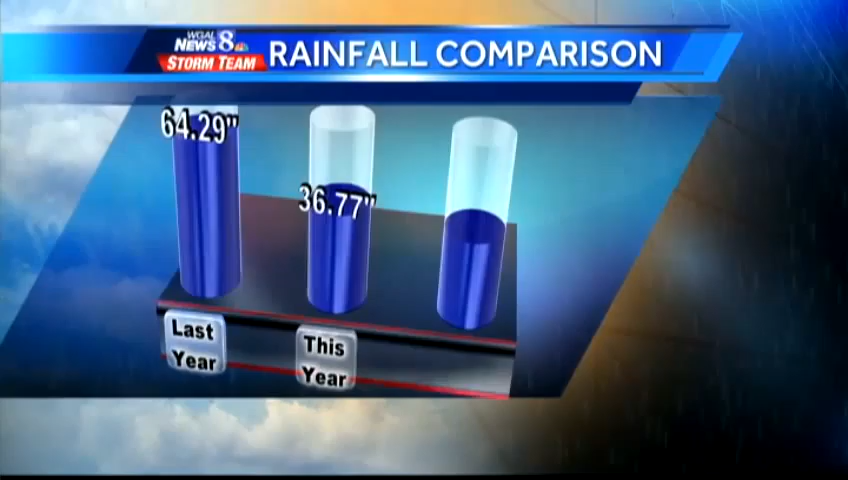 WGAL
NEWS 8
STORM TEAM
RAINFALL COMPARISON
64.29"
36.77"
Last
Year
This
Year